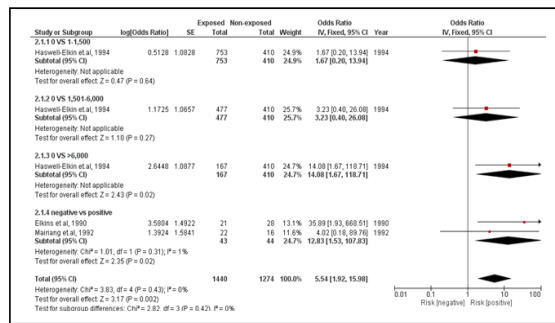 Exposed Non-exposed Odds Ratio Odds Ratio
Study or Subgroup log[Odds Ratio] SE Total Total Weight IV, Fixed, 95% CI Year IV, Fixed, 95% CI
2.1.1 0 VS 1-1,500
Haswell-Elkin et.al, 1994 0.5128 1.0828 753 410 24.9% 1.67 [0.20, 13.94] 1994
Subtotal (95% CI) 753 410 24.9% 1.67 [0.20, 13.94]
Heterogeneity: Not applicable
Test for overall effect: Z = 0.47 (P = 0.64)
2.1.2 0 VS 1,501-6,000
Haswell-Elkin et.al, 1994 1.1725 1.0657 477 410 25.7% 3.23 [0.40, 26.08] 1994
Subtotal (95% CI) 477 410 25.7% 3.23 [0.40, 26.08]
Heterogeneity: Not applicable
Test for overall effect: Z = 1.10 (P = 0.27)
2.1.3 0 VS >6,000
Haswell-Elkin et.al, 1994 2.6448 1.0877 167 410 24.7% 14.08 [1.67, 118.71] 1994
Subtotal (95% CI) 167 410 24.7% 14.08 [1.67, 118.71]
Heterogeneity: Not applicable
Test for overall effect: Z = 2.43 (P = 0.02)
2.1.4 negative vs positive
Elkins et al, 1990 3.5804 1.4922 21 28 13.1% 35.89 [1.93, 668.51] 1990
Mairiang et al, 1992 1.3924 1.5841 22 16 11.6% 4.02 [0.18, 89.76] 1992
Subtotal (95% CI) 43 44 24.7% 12.83 [1.53, 107.83]
Heterogeneity: Chi² = 1.01, df = 1 (P = 0.31); I² = 1%
Test for overall effect: Z = 2.35 (P = 0.02)
Total (95% CI) 1440 1274 100.0% 5.54 [1.92, 15.98]
Heterogeneity: Chi² = 3.83, df = 4 (P = 0.43); I² = 0%
Test for overall effect: Z = 3.17 (P = 0.002)
Test for subgroup differences: Chi² = 2.82, df = 3 (P = 0.42), I² = 0%
0.01 0.1 1 10 100
Risk [negative] Risk [positive]